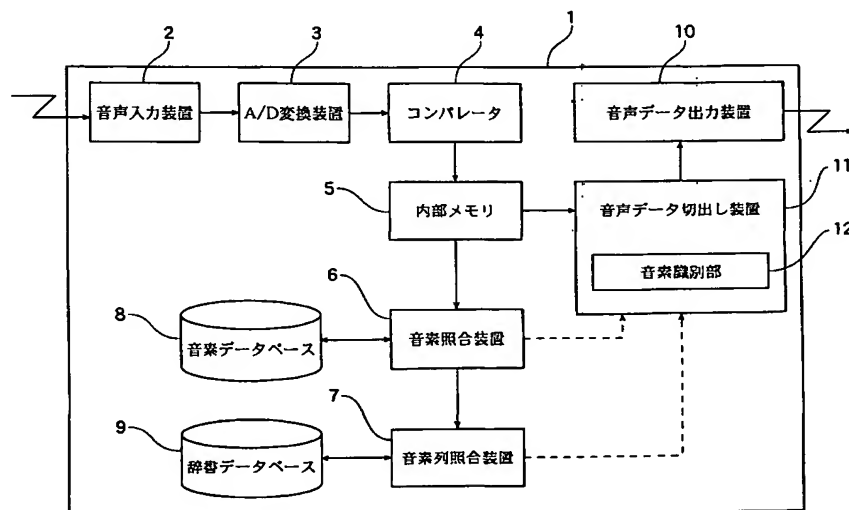 2
3
4
1
10
音声入力装置
A/D変換装置
コンパレータ
音声データ出力装置
5
内部メモリ
音声データ切出し装置
11
音素識別部
12
6
8
音素データベース
音素照合装置
7
9
辞書データベース
音素列照合装置